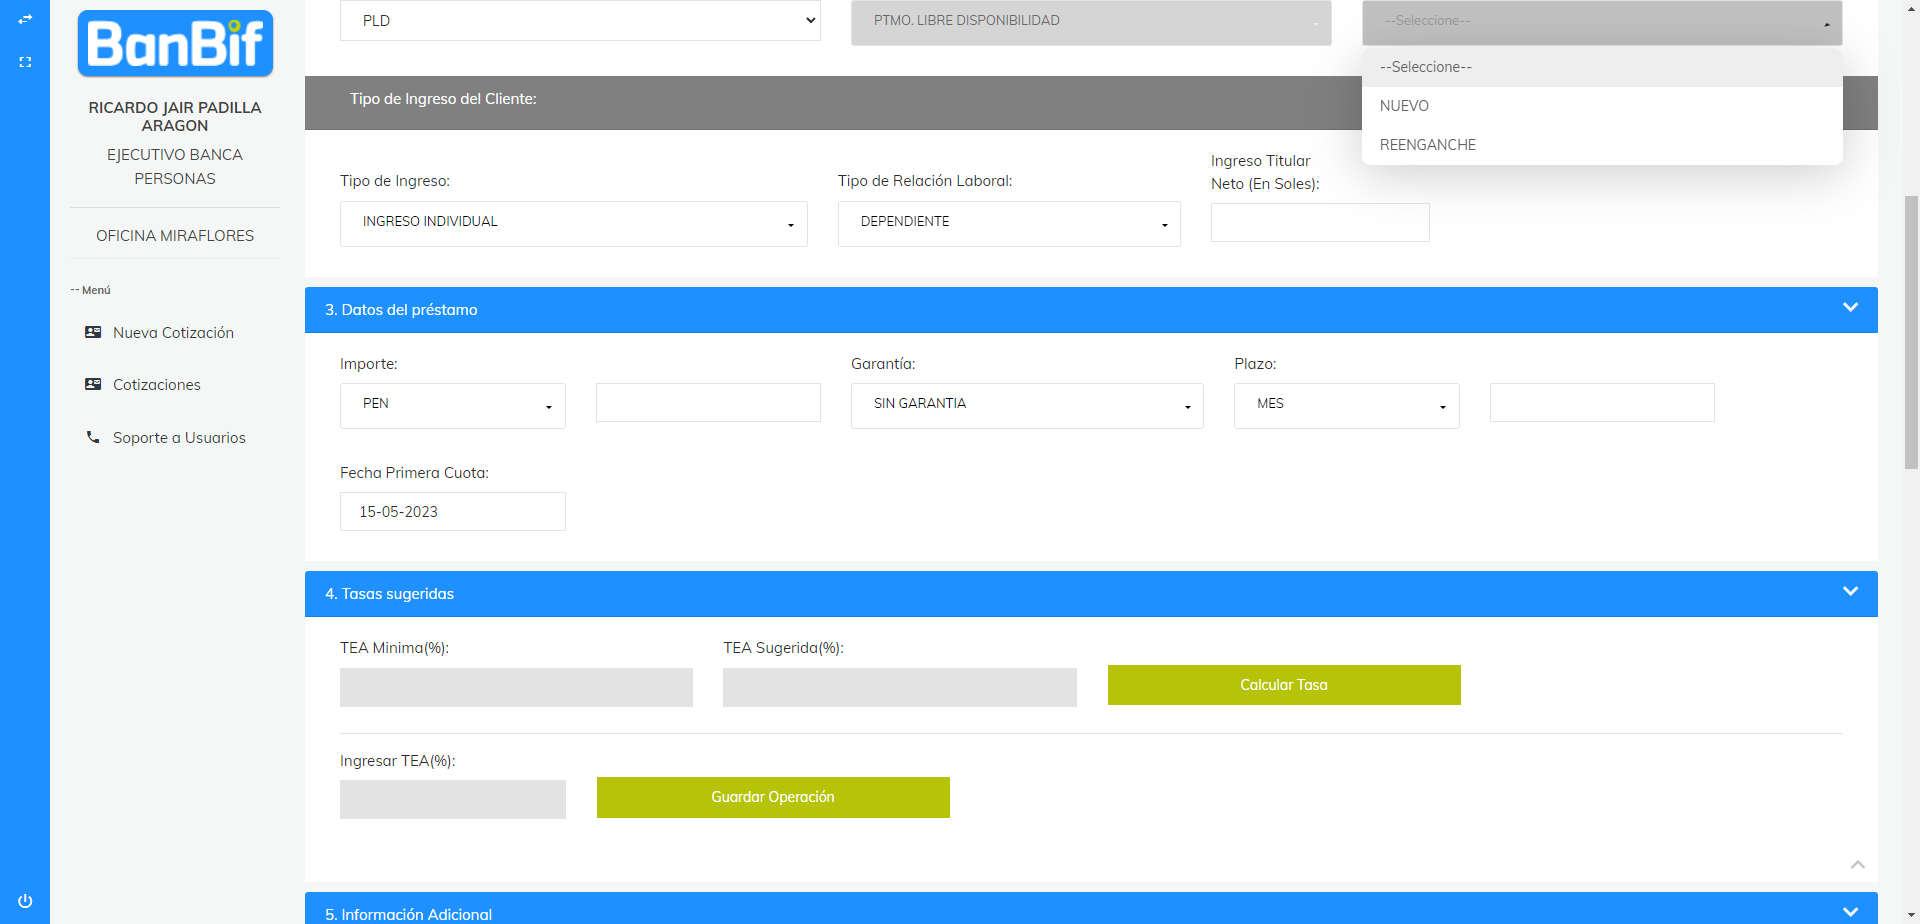 BanBif
RICARDO JAIR PADILLA
ARAGON
EJECUTIVO BANCA
PERSONAS
OFICINA MIRAFLORES
-- Menú
Nueva Cotización
Cotizaciones
Soporte a Usuarios
PLD
PTMO. LIBRE DISPONIBILIDAD
--Seleccione--
--Seleccione--
NUEVO
REENGANCHE
Tipo de Ingreso del Cliente:
Tipo de Ingreso:
INGRESO INDIVIDUAL
Tipo de Relación Laboral:
DEPENDIENTE
Ingreso Titular
Neto (En Soles):
3. Datos del préstamo
Importe:
PEN
Garantía:
SIN GARANTIA
Plazo:
MES
Fecha Primera Cuota:
15-05-2023
4. Tasas sugeridas
TEA Minima(%):
TEA Sugerida(%):
Calcular Tasa
Ingresar TEA(%):
Guardar Operación
5. Información Adicional